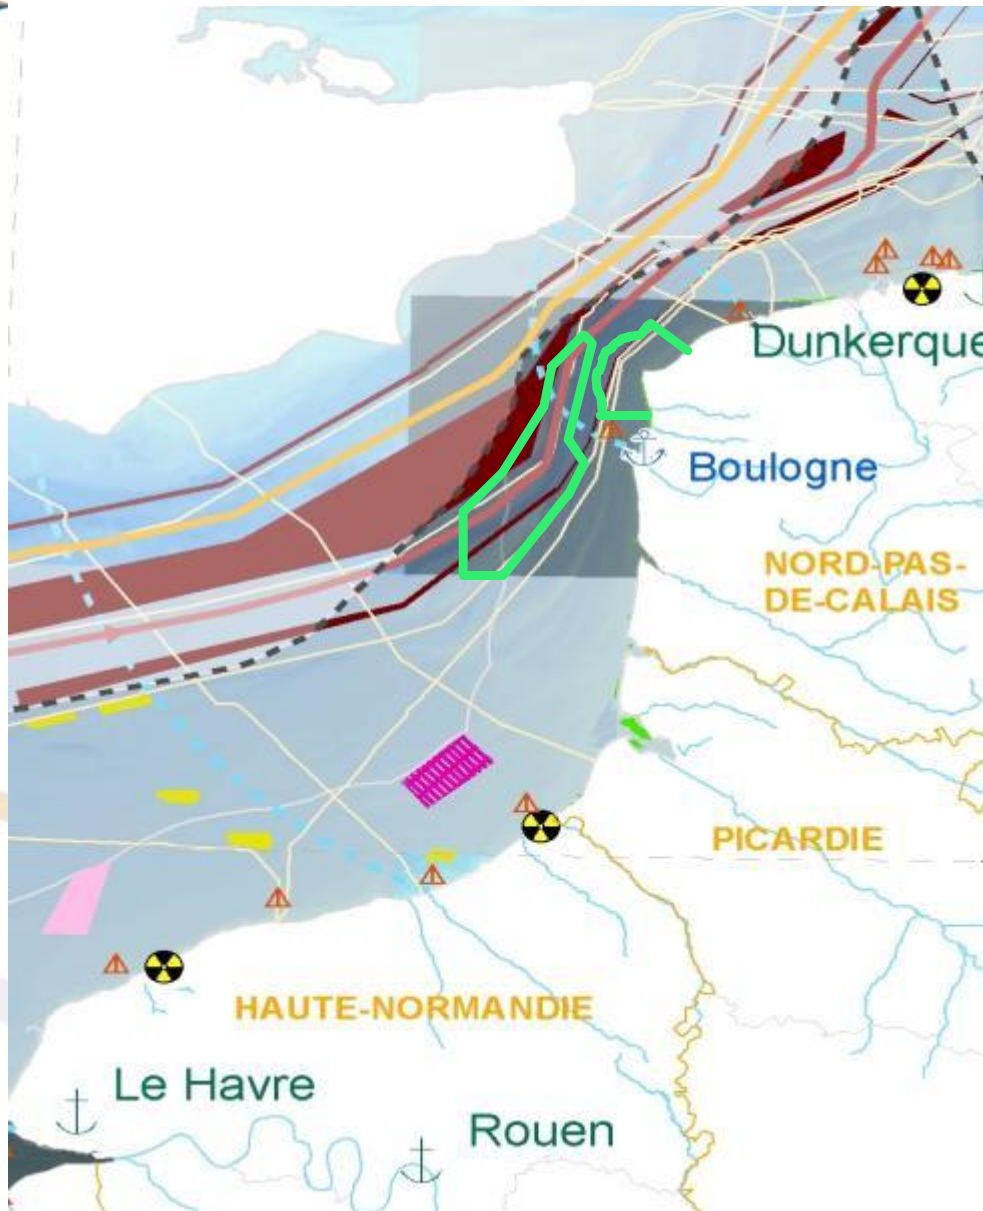 Dunkerque
Boulogne
NORD-PAS-
DE-CALAIS
PICARDIE
HAUTE-NORMANDIE
Le Havre
Rouen